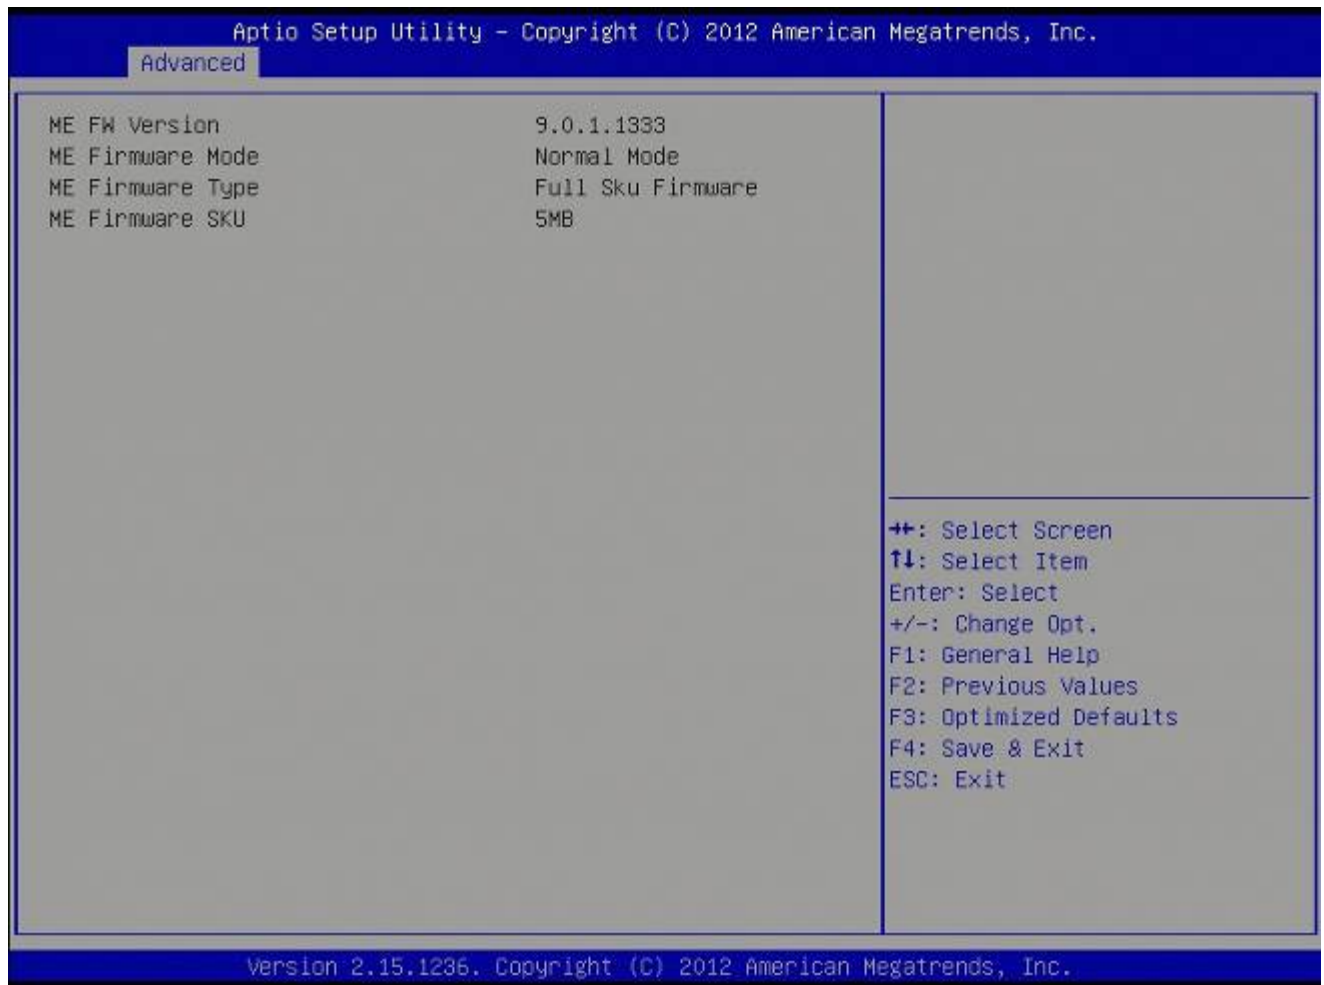 Aptio Setup Utility – Copyright (C) 2012 American Megatrends, Inc.
Advanced
ME FW Version 9.0.1.1333
ME Firmware Mode Normal Mode
ME Firmware Type Full Sku Firmware
ME Firmware SKU 5MB
→←: Select Screen
↑↓: Select Item
Enter: Select
+/-: Change Opt.
F1: General Help
F2: Previous Values
F3: Optimized Defaults
F4: Save & Exit
ESC: Exit
Version 2.15.1236. Copyright (C) 2012 American Megatrends, Inc.